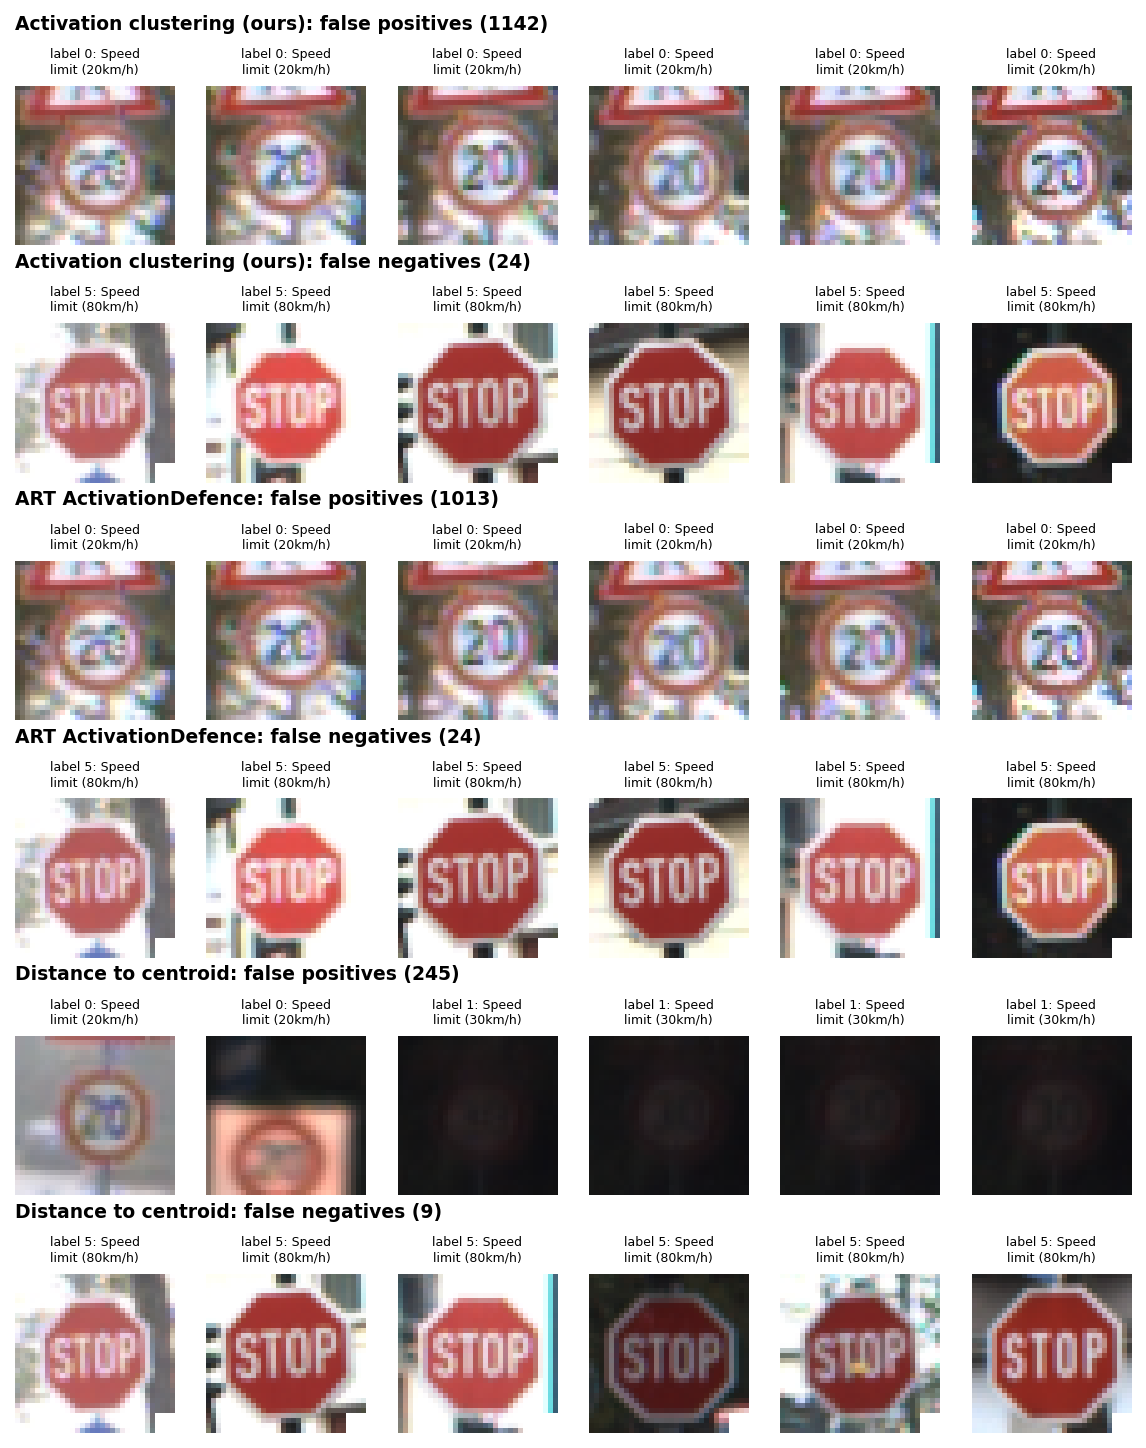 Activation clustering (ours): false positives (1142)
label 0: Speed limit (20km/h)
label 0: Speed limit (20km/h)
label 0: Speed limit (20km/h)
label 0: Speed limit (20km/h)
label 0: Speed limit (20km/h)
label 0: Speed limit (20km/h)
20
20
20
20
20
Activation clustering (ours): false negatives (24)
label 5: Speed limit (80km/h)
label 5: Speed limit (80km/h)
label 5: Speed limit (80km/h)
label 5: Speed limit (80km/h)
label 5: Speed limit (80km/h)
label 5: Speed limit (80km/h)
STOP
STOP
STOP
STOP
STOP
STOP
ART ActivationDefence: false positives (1013)
label 0: Speed limit (20km/h)
label 0: Speed limit (20km/h)
label 0: Speed limit (20km/h)
label 0: Speed limit (20km/h)
label 0: Speed limit (20km/h)
label 0: Speed limit (20km/h)
20
20
20
20
20
ART ActivationDefence: false negatives (24)
label 5: Speed limit (80km/h)
label 5: Speed limit (80km/h)
label 5: Speed limit (80km/h)
label 5: Speed limit (80km/h)
label 5: Speed limit (80km/h)
label 5: Speed limit (80km/h)
STOP
STOP
STOP
STOP
STOP
STOP
Distance to centroid: false positives (245)
label 0: Speed limit (20km/h)
label 0: Speed limit (20km/h)
label 1: Speed limit (30km/h)
label 1: Speed limit (30km/h)
label 1: Speed limit (30km/h)
label 1: Speed limit (30km/h)
20
Distance to centroid: false negatives (9)
label 5: Speed limit (80km/h)
label 5: Speed limit (80km/h)
label 5: Speed limit (80km/h)
label 5: Speed limit (80km/h)
label 5: Speed limit (80km/h)
label 5: Speed limit (80km/h)
STOP
STOP
STOP
STOP
STOP
STOP